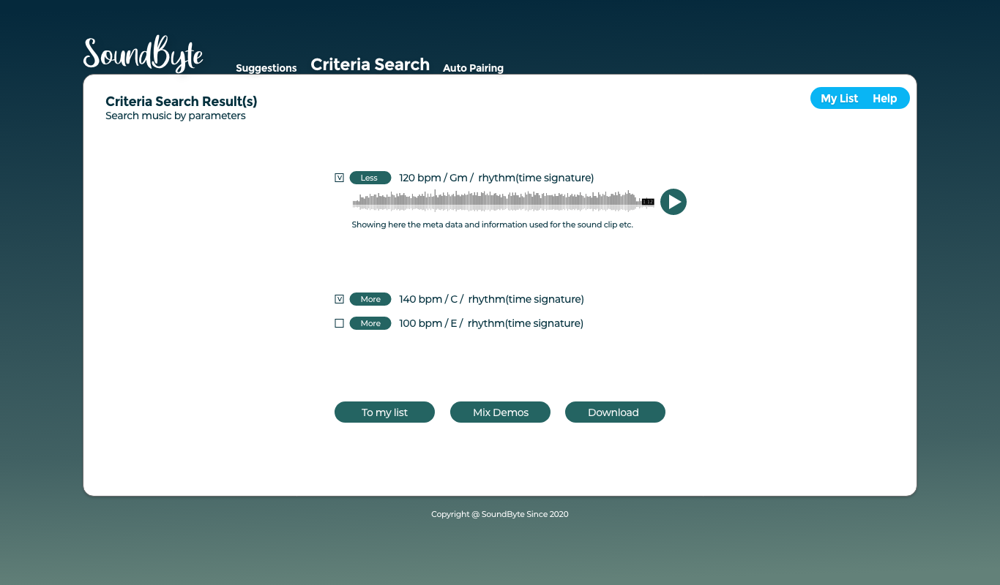 SoundByte
Suggestions Criteria Search Auto Pairing
Criteria Search Result(s)
Search music by parameters
My List Help
v Less 120 bpm / Gm / rhythm(time signature)
1:12
Showing here the meta data and information used for the sound clip etc.
v More 140 bpm / C / rhythm(time signature)
More 100 bpm / E / rhythm(time signature)
To my list Mix Demos Download
Copyright @ SoundByte Since 2020